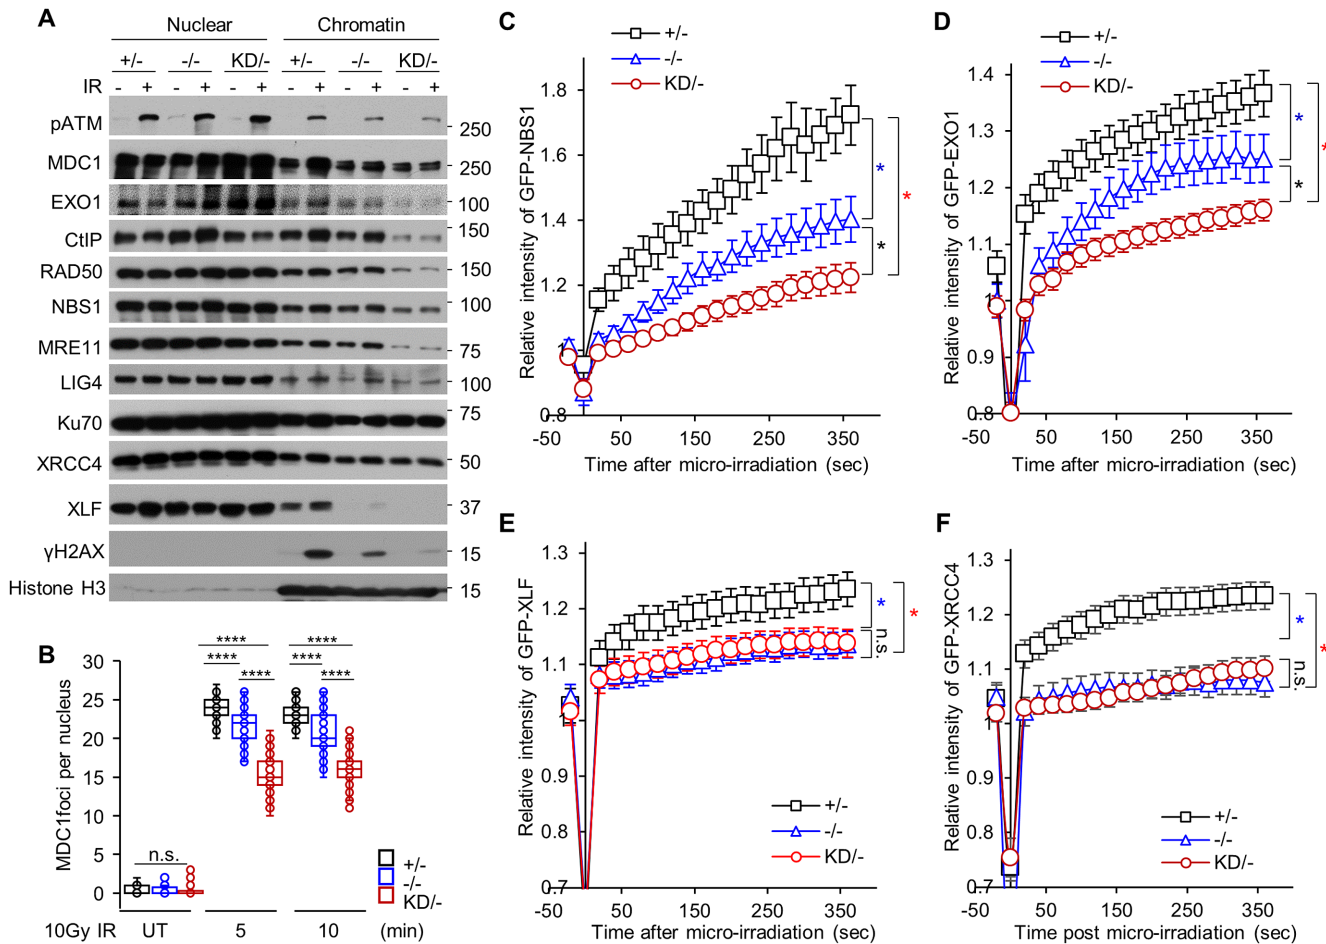 A
Nuclear Chromatin
+/- -/- KD/- +/- -/- KD/-
IR - + - + - + - + - + - +
pATM 250
MDC1 250
EXO1 100
CtIP 150
RAD50 150
NBS1 100
MRE11 75
LIG4 100
Ku70 75
XRCC4 50
XLF 37
γH2AX 15
Histone H3 15
B
MDC1foci per nucleus
30
25
20
15
10
5
0
n.s.
****
**** ****
****
**** ****
+/-
-/-
KD/-
10Gy IR UT 5 10 (min)
C
+/-
-/-
KD/-
Relative intensity of GFP-NBS1
1.8
1.6
1.4
1.2
1
0.8
* * *
-50 50 150 250 350
Time after micro-irradiation (sec)
D
+/-
-/-
KD/-
Relative intensity of GFP-EXO1
1.4
1.3
1.2
1.1
1
0.9
0.8
* * *
-50 50 150 250 350
Time after micro-irradiation (sec)
E
Relative intensity of GFP-XLF
1.3
1.2
1.1
1
0.9
0.8
0.7
* *
n.s.
+/-
-/-
KD/-
-50 50 150 250 350
Time after micro-irradiation (sec)
F
Relative intensity of GFP-XRCC4
1.3
1.2
1.1
1
0.9
0.8
0.7
* *
n.s.
+/-
-/-
KD/-
-50 50 150 250 350
Time post micro-irradiation (sec)